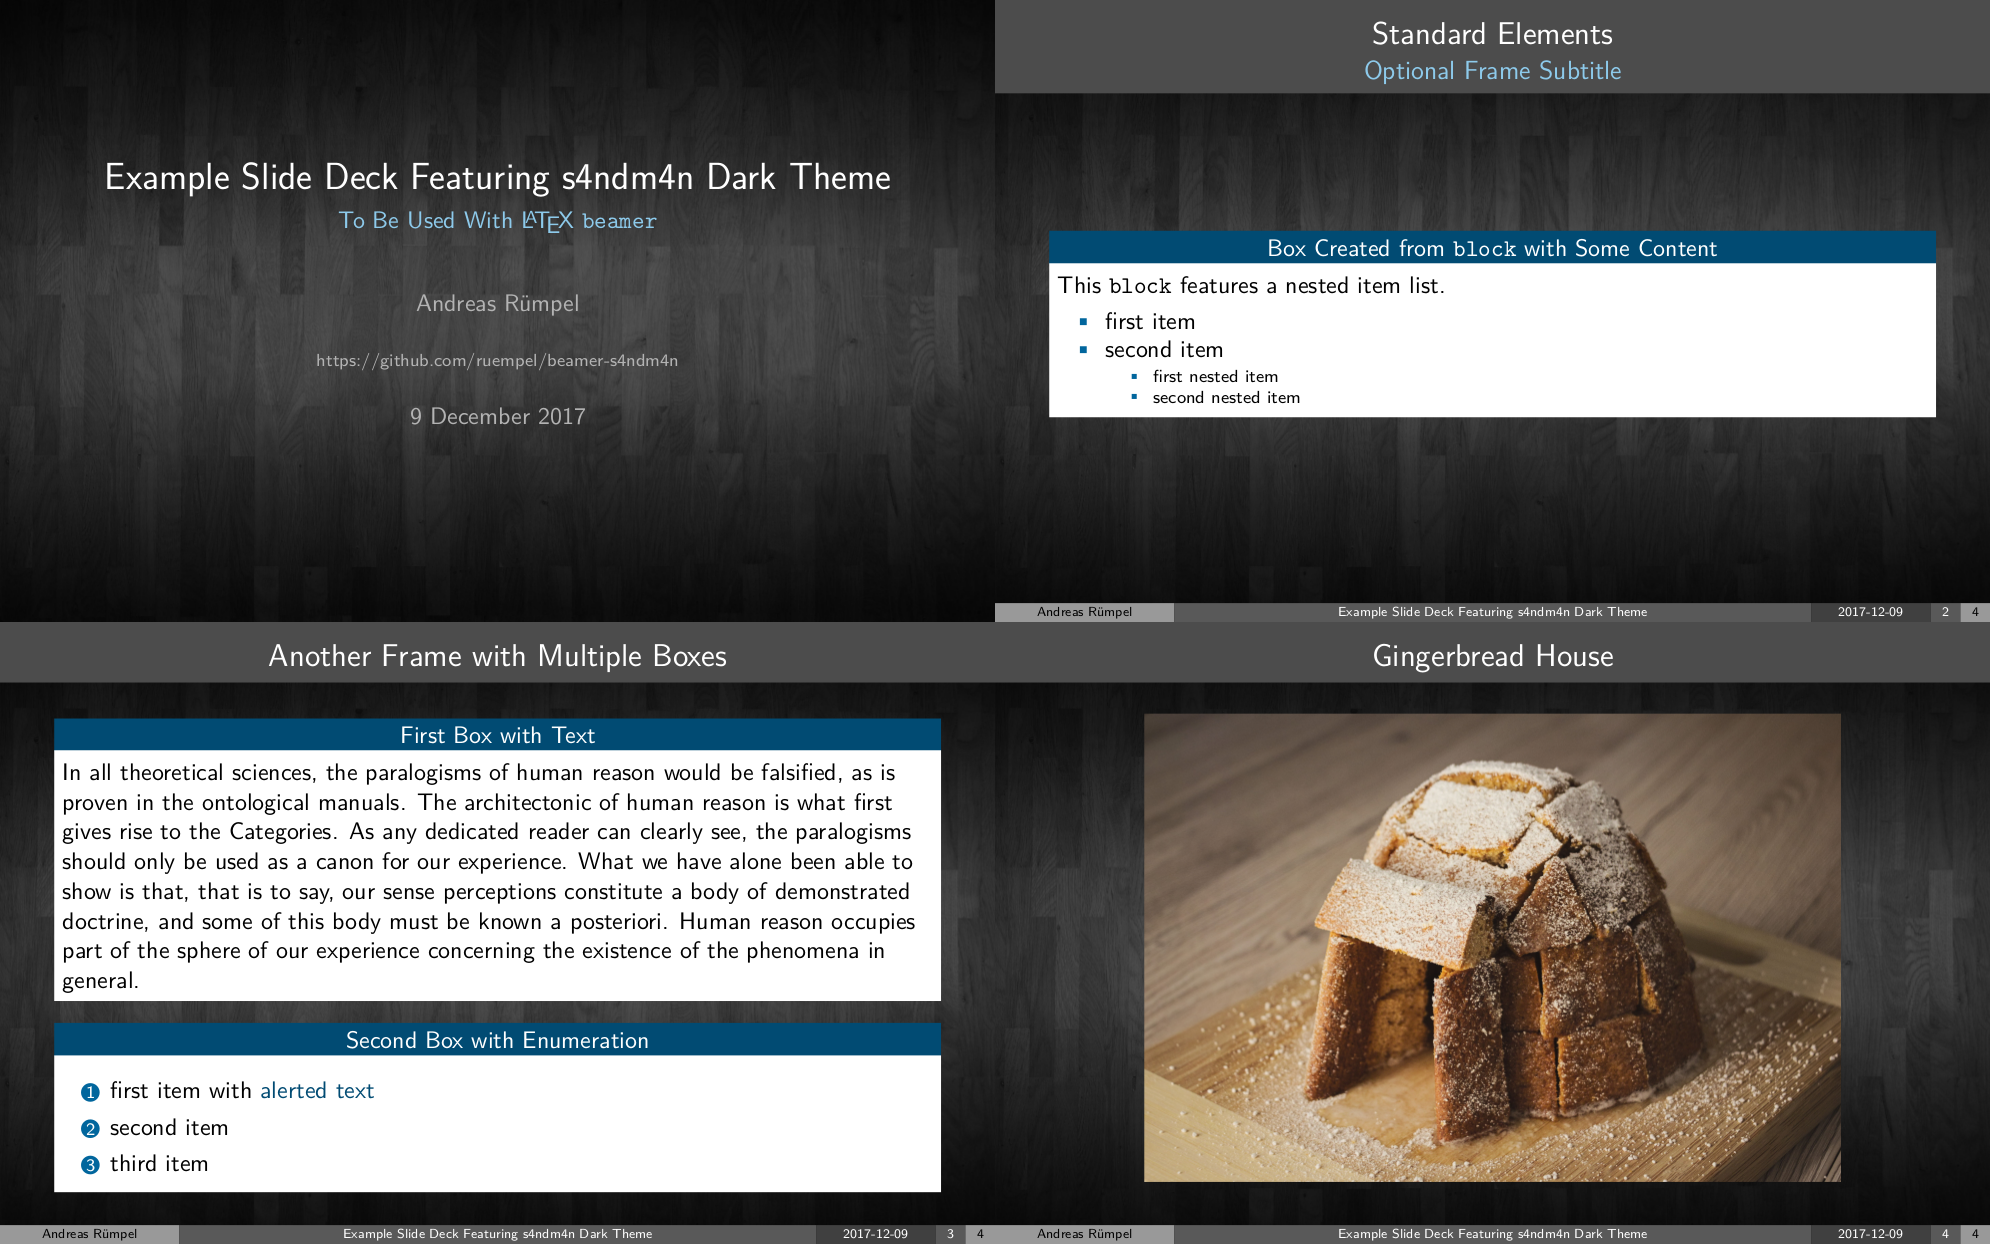 Example Slide Deck Featuring s4ndm4n Dark Theme
To Be Used With LATEX beamer
Andreas Rümpel
https://github.com/ruempel/beamer-s4ndm4n
9 December 2017
Standard Elements
Optional Frame Subtitle
Box Created from block with Some Content
This block features a nested item list.
first item
second item
first nested item
second nested item
Andreas Rümpel Example Slide Deck Featuring s4ndm4n Dark Theme 2017-12-09 2 4
Another Frame with Multiple Boxes
First Box with Text
In all theoretical sciences, the paralogisms of human reason would be falsified, as is
proven in the ontological manuals. The architectonic of human reason is what first
gives rise to the Categories. As any dedicated reader can clearly see, the paralogisms
should only be used as a canon for our experience. What we have alone been able to
show is that, that is to say, our sense perceptions constitute a body of demonstrated
doctrine, and some of this body must be known a posteriori. Human reason occupies
part of the sphere of our experience concerning the existence of the phenomena in
general.
Second Box with Enumeration
1 first item with alerted text
2 second item
3 third item
Andreas Rümpel Example Slide Deck Featuring s4ndm4n Dark Theme 2017-12-09 3 4
Gingerbread House
Andreas Rümpel Example Slide Deck Featuring s4ndm4n Dark Theme 2017-12-09 4 4